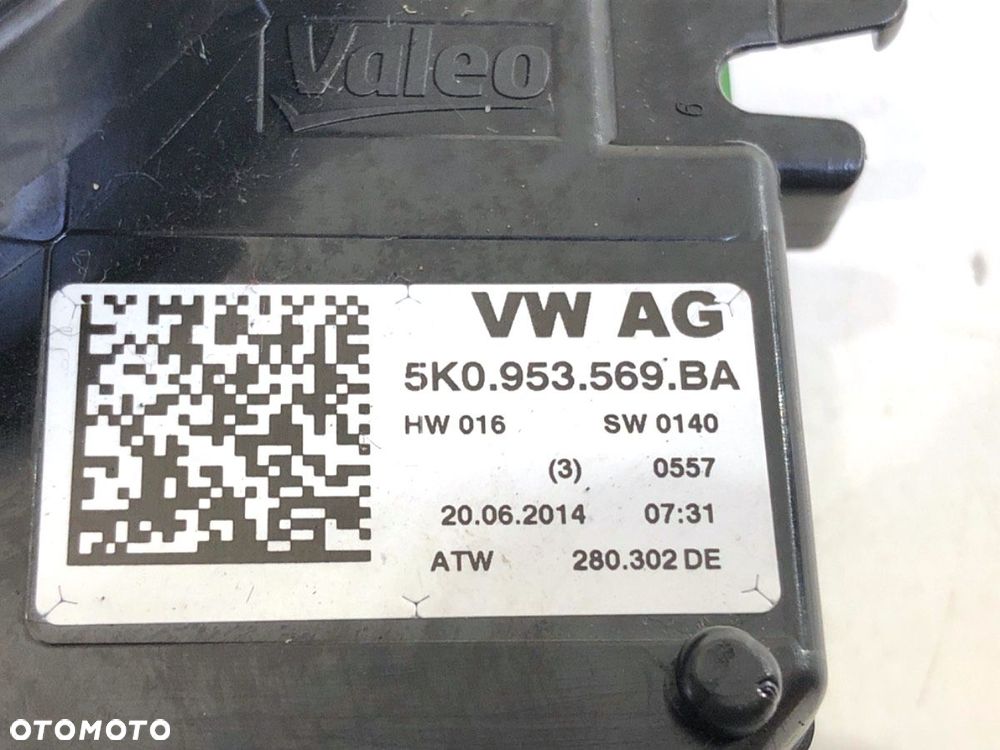 Valeo
6
VW AG
5K0.953.569.BA
HW 016 SW 0140
(3) 0557
20.06.2014 07:31
ATW 280.302 DE
OTOMOTO